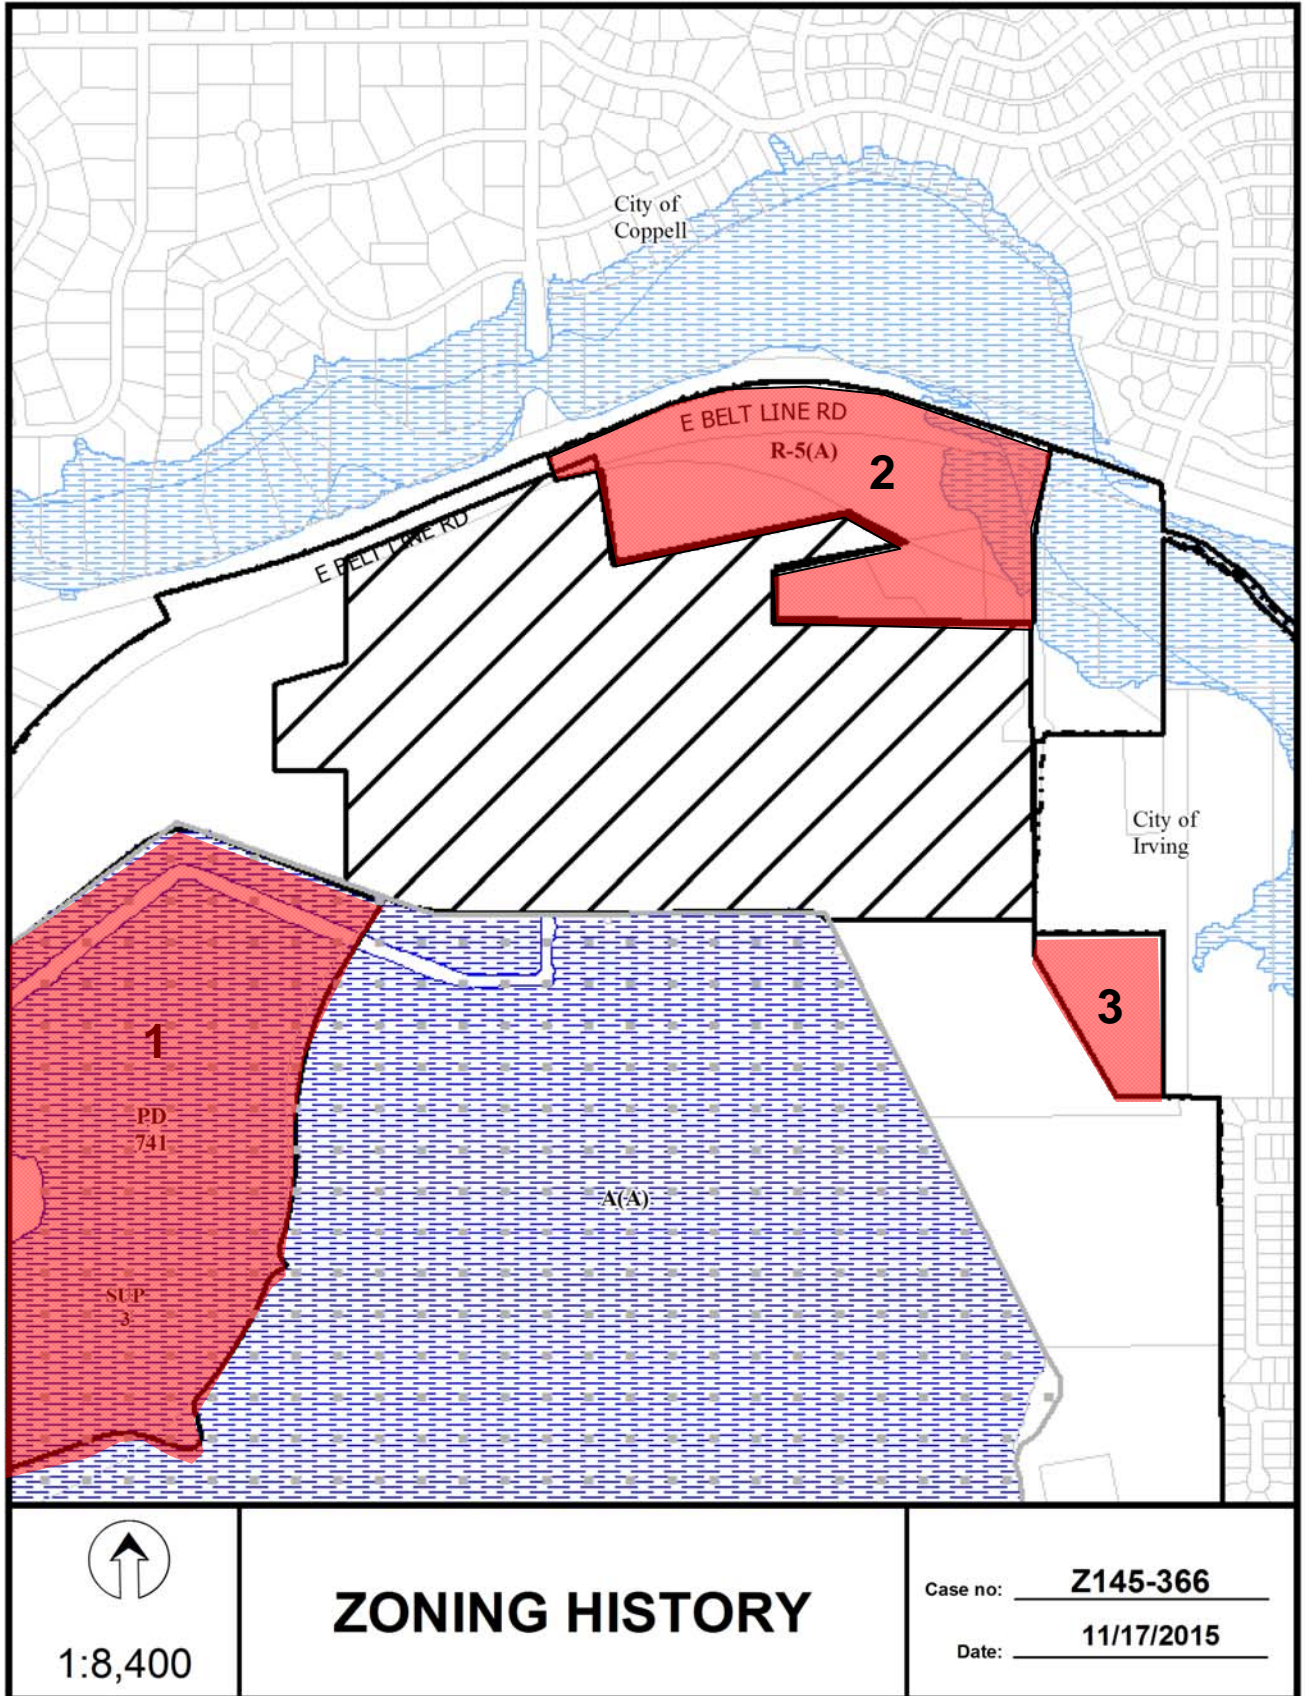 City of
Coppell
E BELT LINE RD
R-5(A)
2
E BELT LINE RD
City of
Irving
1
3
PD
741
A(A)
SUP
3
1:8,400
ZONING HISTORY
Case no: Z145-366
Date: 11/17/2015